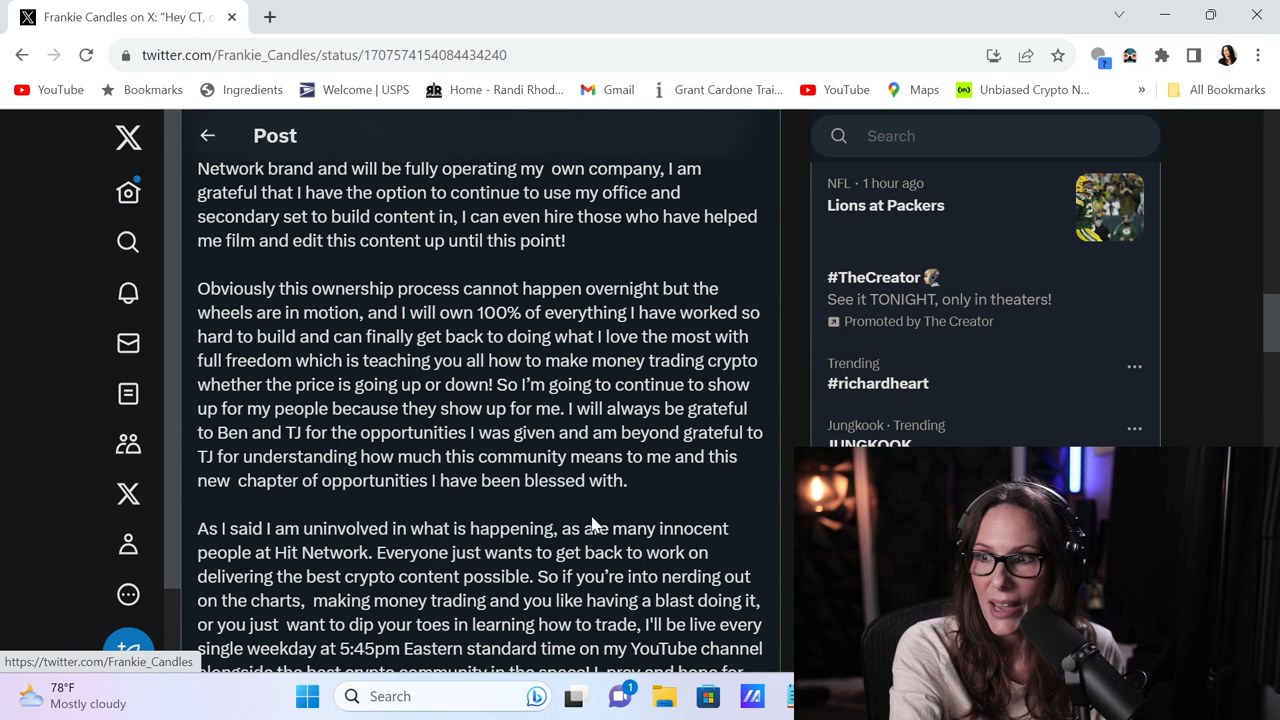 Frankie Candles on X: "Hey CT,
twitter.com/Frankie_Candles/status/1707574154084434240
?
YouTube
Bookmarks
Ingredients
Welcome | USPS
Home - Randi Rhod...
Gmail
Grant Cardone Trai...
YouTube
Maps
Unbiased Crypto N...
»
All Bookmarks
Post
Network brand and will be fully operating my own company, I am
grateful that I have the option to continue to use my office and
secondary set to build content in, I can even hire those who have helped
me film and edit this content up until this point!
Obviously this ownership process cannot happen overnight but the
wheels are in motion, and I will own 100% of everything I have worked so
hard to build and can finally get back to doing what I love the most with
full freedom which is teaching you all how to make money trading crypto
whether the price is going up or down! So I'm going to continue to show
up for my people because they show up for me. I will always be grateful
to Ben and TJ for the opportunities I was given and am beyond grateful to
TJ for understanding how much this community means to me and this
new chapter of opportunities I have been blessed with.
As I said I am uninvolved in what is happening, as are many innocent
people at Hit Network. Everyone just wants to get back to work on
delivering the best crypto content possible. So if you're into nerding out
on the charts, making money trading and you like having a blast doing it,
or you just want to dip your toes in learning how to trade, I'll be live every
single weekday at 5:45pm Eastern standard time on my YouTube channel
alongside the best crypto community in the space! I pray and hope for
Search
NFL · 1 hour ago
Lions at Packers
#TheCreator
See it TONIGHT, only in theaters!
Promoted by The Creator
Trending
#richardheart
Jungkook · Trending
JUNGKOOK
https://twitter.com/Frankie_Candles
78°F
Mostly cloudy
Search
1